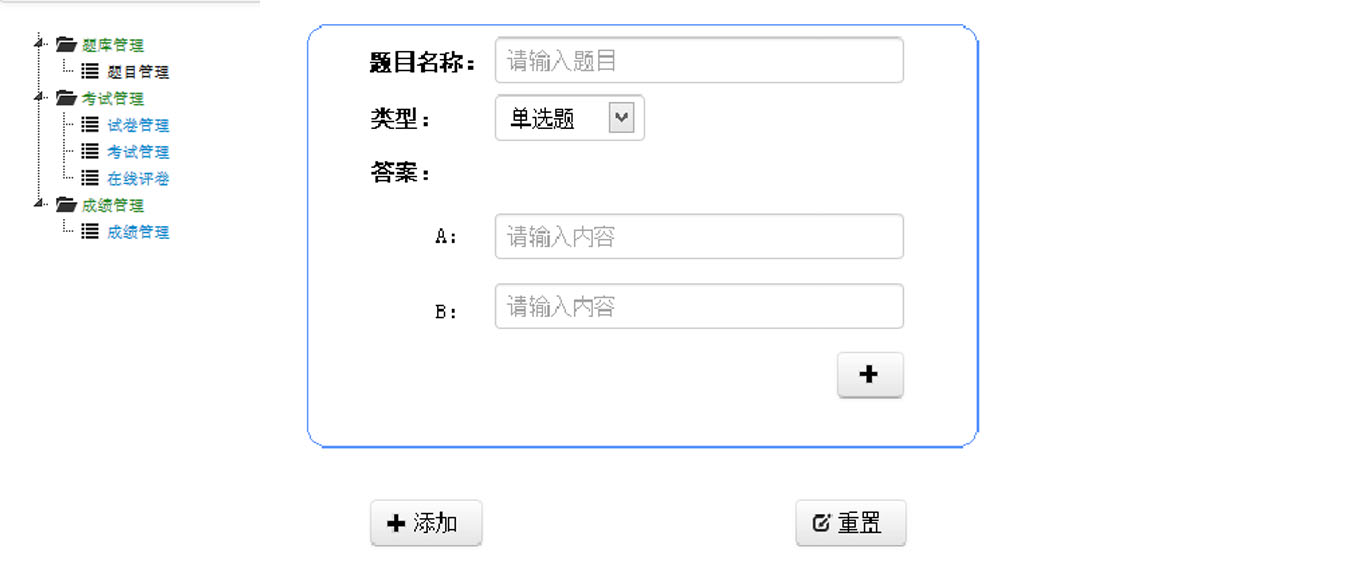 题库管理
题目管理
考试管理
试卷管理
考试管理
在线评卷
成绩管理
成绩管理
题目名称： 请输入题目
类型： 单选题
答案：
A: 请输入内容
B: 请输入内容
添加 重置